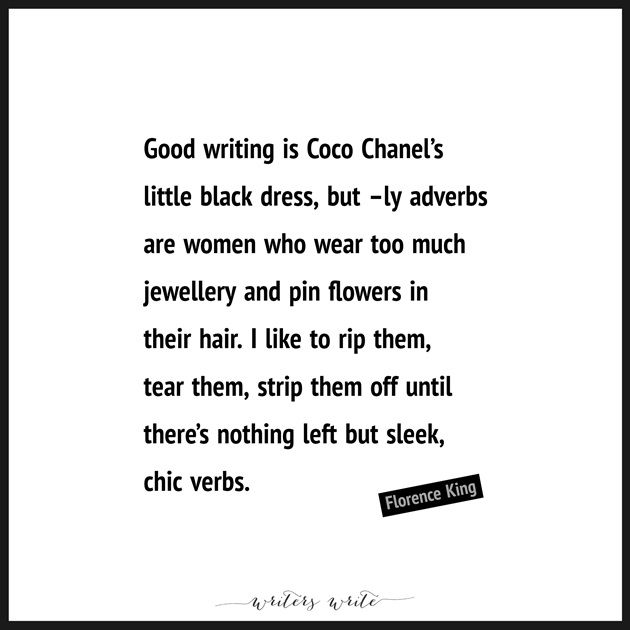 Good writing is Coco Chanel’s
little black dress, but –ly adverbs
are women who wear too much
jewellery and pin flowers in
their hair. I like to rip them,
tear them, strip them off until
there’s nothing left but sleek,
chic verbs.
Florence King
writers write